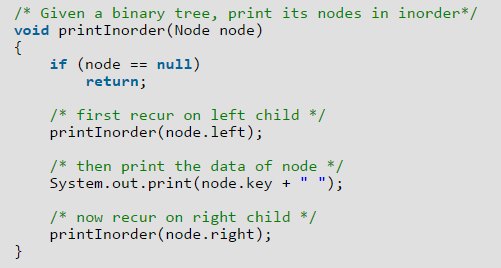 /* Given a binary tree, print its nodes in inorder*/
void printInorder(Node node)
{
    if (node == null)
        return;

    /* first recur on left child */
    printInorder(node.left);

    /* then print the data of node */
    System.out.print(node.key + " ");

    /* now recur on right child */
    printInorder(node.right);
}